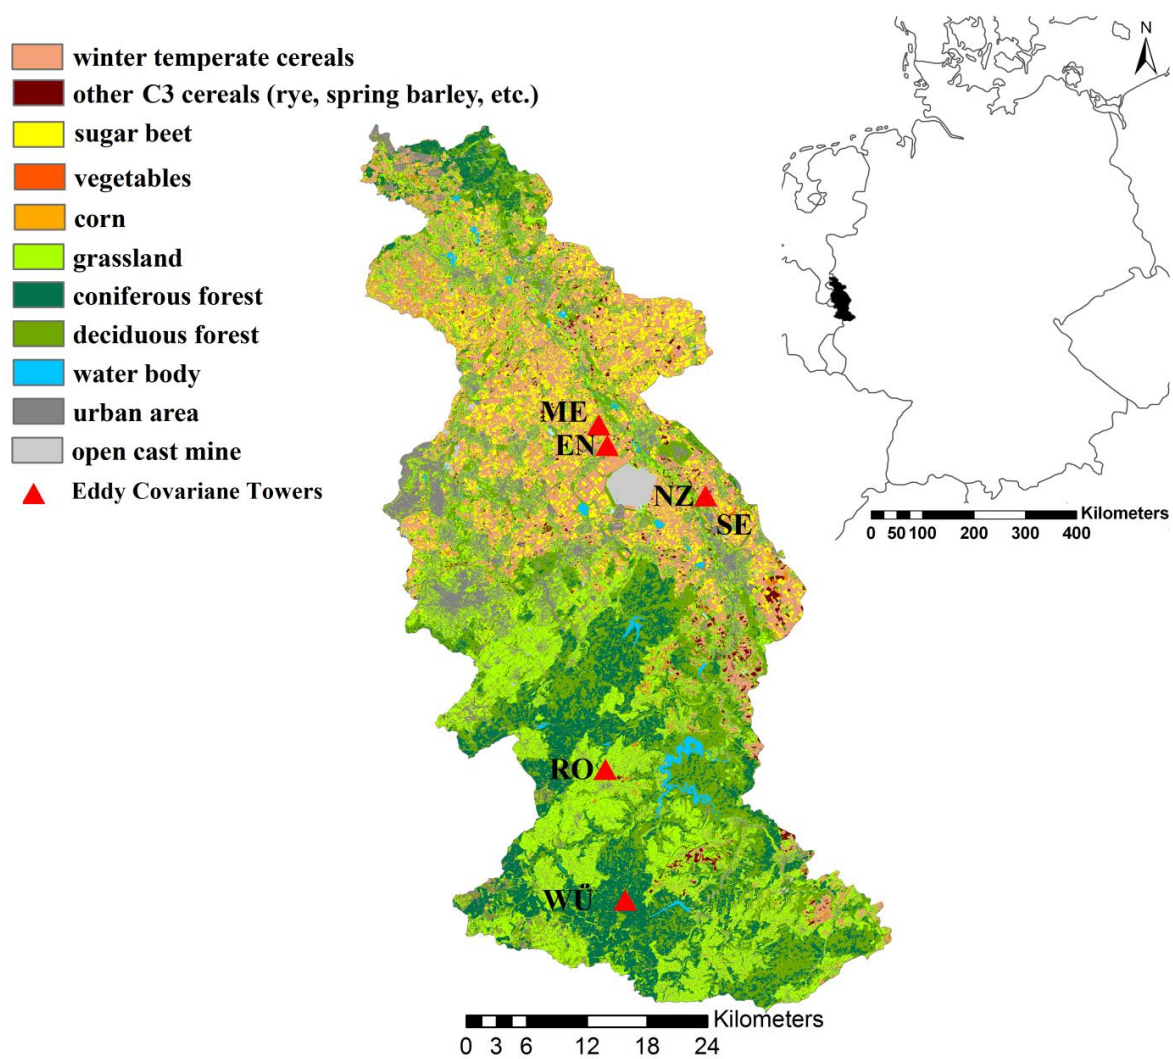 winter temperate cereals
other C3 cereals (rye, spring barley, etc.)
sugar beet
vegetables
corn
grassland
coniferous forest
deciduous forest
water body
urban area
open cast mine
Eddy Covariane Towers
N
Kilometers
0 50 100 200 300 400
ME
EN
NZ
SE
RO
WÜ
Kilometers
0 3 6 12 18 24